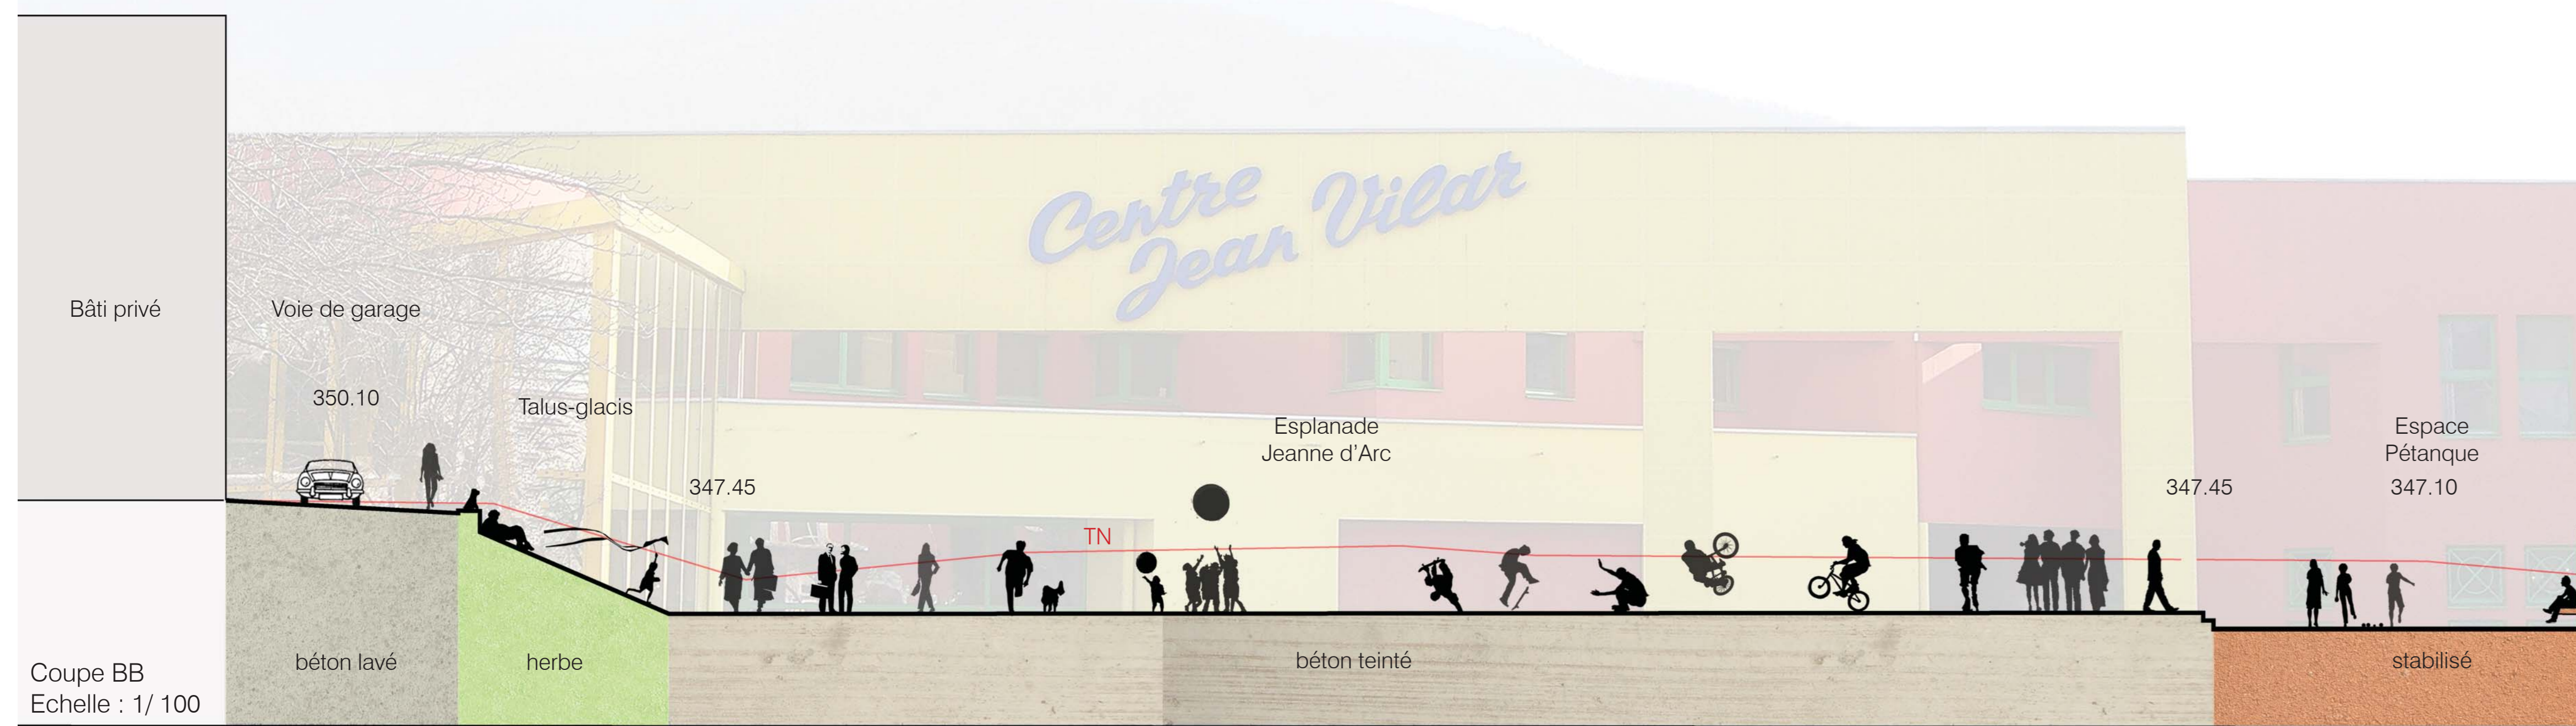 Centre
Jean Vilar
Bâti privé
Voie de garage
350.10
Talus-glacis
347.45
TN
Esplanade
Jeanne d'Arc
347.45
Espace
Pétanque
347.10
béton lavé
herbe
béton teinté
stabilisé
Coupe BB
Echelle : 1/ 100